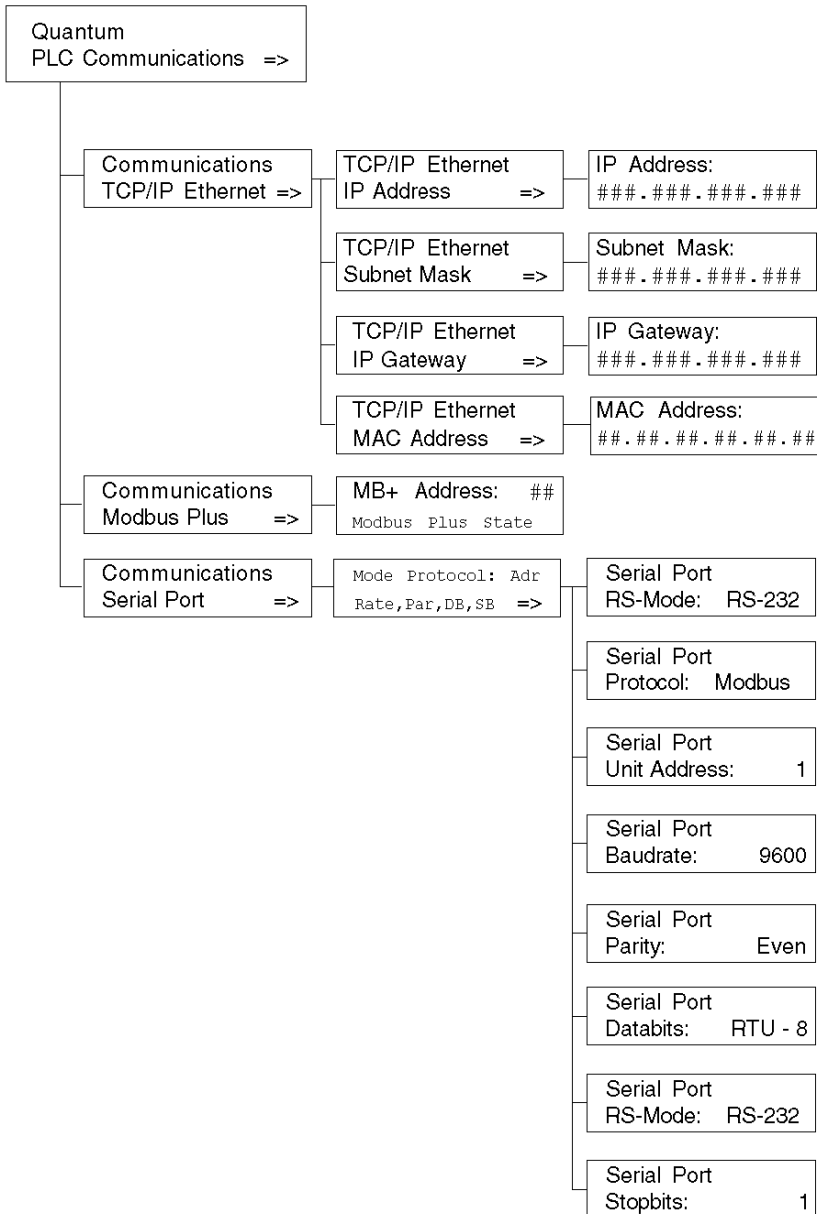 Quantum
PLC Communications =>
Communications
TCP/IP Ethernet =>
TCP/IP Ethernet
IP Address =>
IP Address:
###.###.###.###
TCP/IP Ethernet
Subnet Mask =>
Subnet Mask:
###.###.###.###
TCP/IP Ethernet
IP Gateway =>
IP Gateway:
###.###.###.###
TCP/IP Ethernet
MAC Address =>
MAC Address:
##.##.##.##.##.##
Communications
Modbus Plus =>
MB+ Address: ##
Modbus Plus State
Communications
Serial Port =>
Mode Protocol: Adr
Rate,Par,DB,SB =>
Serial Port
RS-Mode: RS-232
Serial Port
Protocol: Modbus
Serial Port
Unit Address: 1
Serial Port
Baudrate: 9600
Serial Port
Parity: Even
Serial Port
Databits: RTU - 8
Serial Port
RS-Mode: RS-232
Serial Port
Stopbits: 1